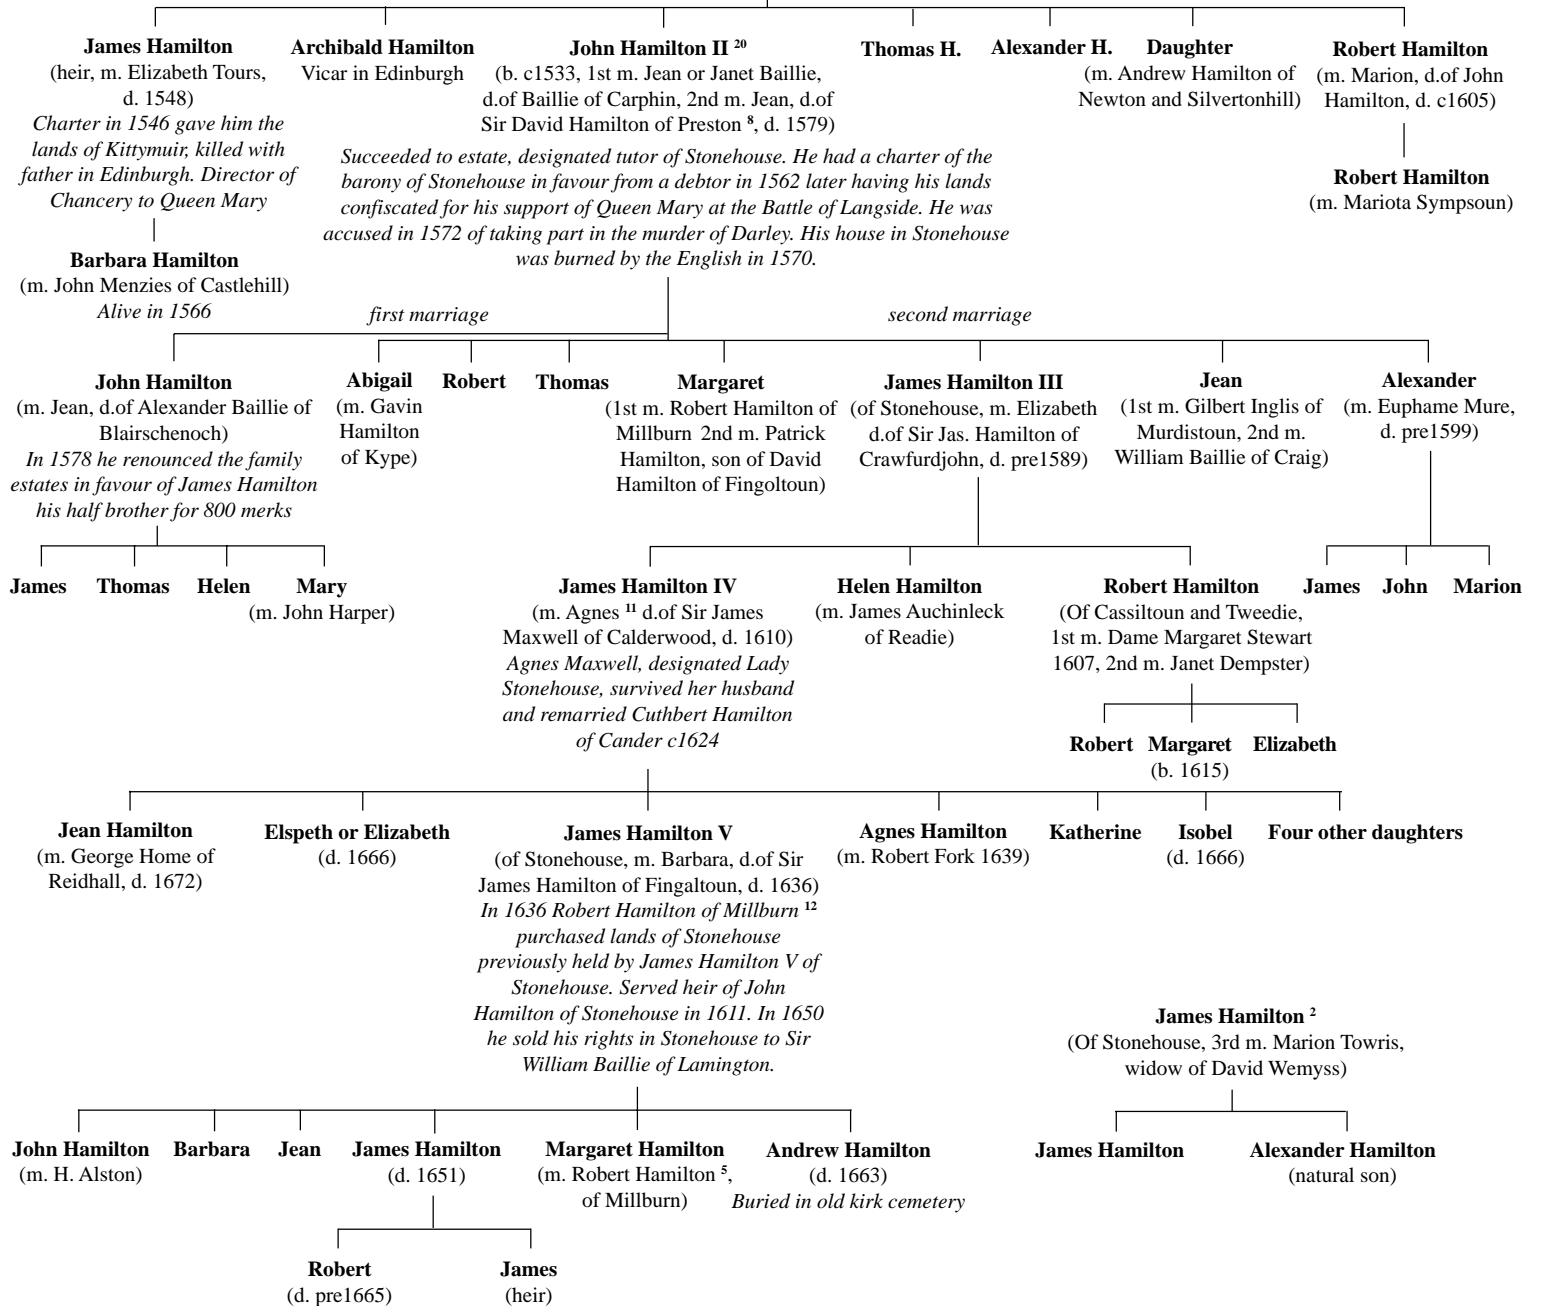 James Hamilton
(heir, m. Elizabeth Tours,
d. 1548)
Charter in 1546 gave him the
lands of Kittymuir, killed with
father in Edinburgh. Director of
Chancery to Queen Mary
Archibald Hamilton
Vicar in Edinburgh
John Hamilton II 20
(b. c1533, 1st m. Jean or Janet Baillie,
d.of Baillie of Carphin, 2nd m. Jean, d.of
Sir David Hamilton of Preston 8, d. 1579)
Succeeded to estate, designated tutor of Stonehouse. He had a charter of the
barony of Stonehouse in favour from a debtor in 1562 later having his lands
confiscated for his support of Queen Mary at the Battle of Langside. He was
accused in 1572 of taking part in the murder of Darley. His house in Stonehouse
was burned by the English in 1570.
Thomas H.
Alexander H.
Daughter
(m. Andrew Hamilton of
Newton and Silvertonhill)
Robert Hamilton
(m. Marion, d.of John
Hamilton, d. c1605)
Robert Hamilton
(m. Mariota Sympsoun)
Barbara Hamilton
(m. John Menzies of Castlehill)
Alive in 1566
first marriage
second marriage
John Hamilton
(m. Jean, d.of Alexander Baillie of
Blairschenoch)
In 1578 he renounced the family
estates in favour of James Hamilton
his half brother for 800 merks
Abigail
(m. Gavin
Hamilton
of Kype)
Robert
Thomas
Margaret
(1st m. Robert Hamilton of
Millburn 2nd m. Patrick
Hamilton, son of David
Hamilton of Fingoltoun)
James Hamilton III
(of Stonehouse, m. Elizabeth
d.of Sir Jas. Hamilton of
Crawfurdjohn, d. pre1589)
Jean
(1st m. Gilbert Inglis of
Murdistoun, 2nd m.
William Baillie of Craig)
Alexander
(m. Euphame Mure,
d. pre1599)
James
Thomas
Helen
Mary
(m. John Harper)
James Hamilton IV
(m. Agnes 11 d.of Sir James
Maxwell of Calderwood, d. 1610)
Agnes Maxwell, designated Lady
Stonehouse, survived her husband
and remarried Cuthbert Hamilton
of Cander c1624
Helen Hamilton
(m. James Auchinleck
of Readie)
Robert Hamilton
(Of Cassiltoun and Tweedie,
1st m. Dame Margaret Stewart
1607, 2nd m. Janet Dempster)
James
John
Marion
Robert
Margaret
(b. 1615)
Elizabeth
Jean Hamilton
(m. George Home of
Reidhall, d. 1672)
Elspeth or Elizabeth
(d. 1666)
James Hamilton V
(of Stonehouse, m. Barbara, d.of Sir
James Hamilton of Fingaltoun, d. 1636)
In 1636 Robert Hamilton of Millburn 12
purchased lands of Stonehouse
previously held by James Hamilton V of
Stonehouse. Served heir of John
Hamilton of Stonehouse in 1611. In 1650
he sold his rights in Stonehouse to Sir
William Baillie of Lamington.
Agnes Hamilton
(m. Robert Fork 1639)
Katherine
Isobel
(d. 1666)
Four other daughters
James Hamilton 2
(Of Stonehouse, 3rd m. Marion Towris,
widow of David Wemyss)
John Hamilton
(m. H. Alston)
Barbara
Jean
James Hamilton
(d. 1651)
Margaret Hamilton
(m. Robert Hamilton 5,
of Millburn)
Andrew Hamilton
(d. 1663)
Buried in old kirk cemetery
James Hamilton
Alexander Hamilton
(natural son)
Robert
(d. pre1665)
James
(heir)